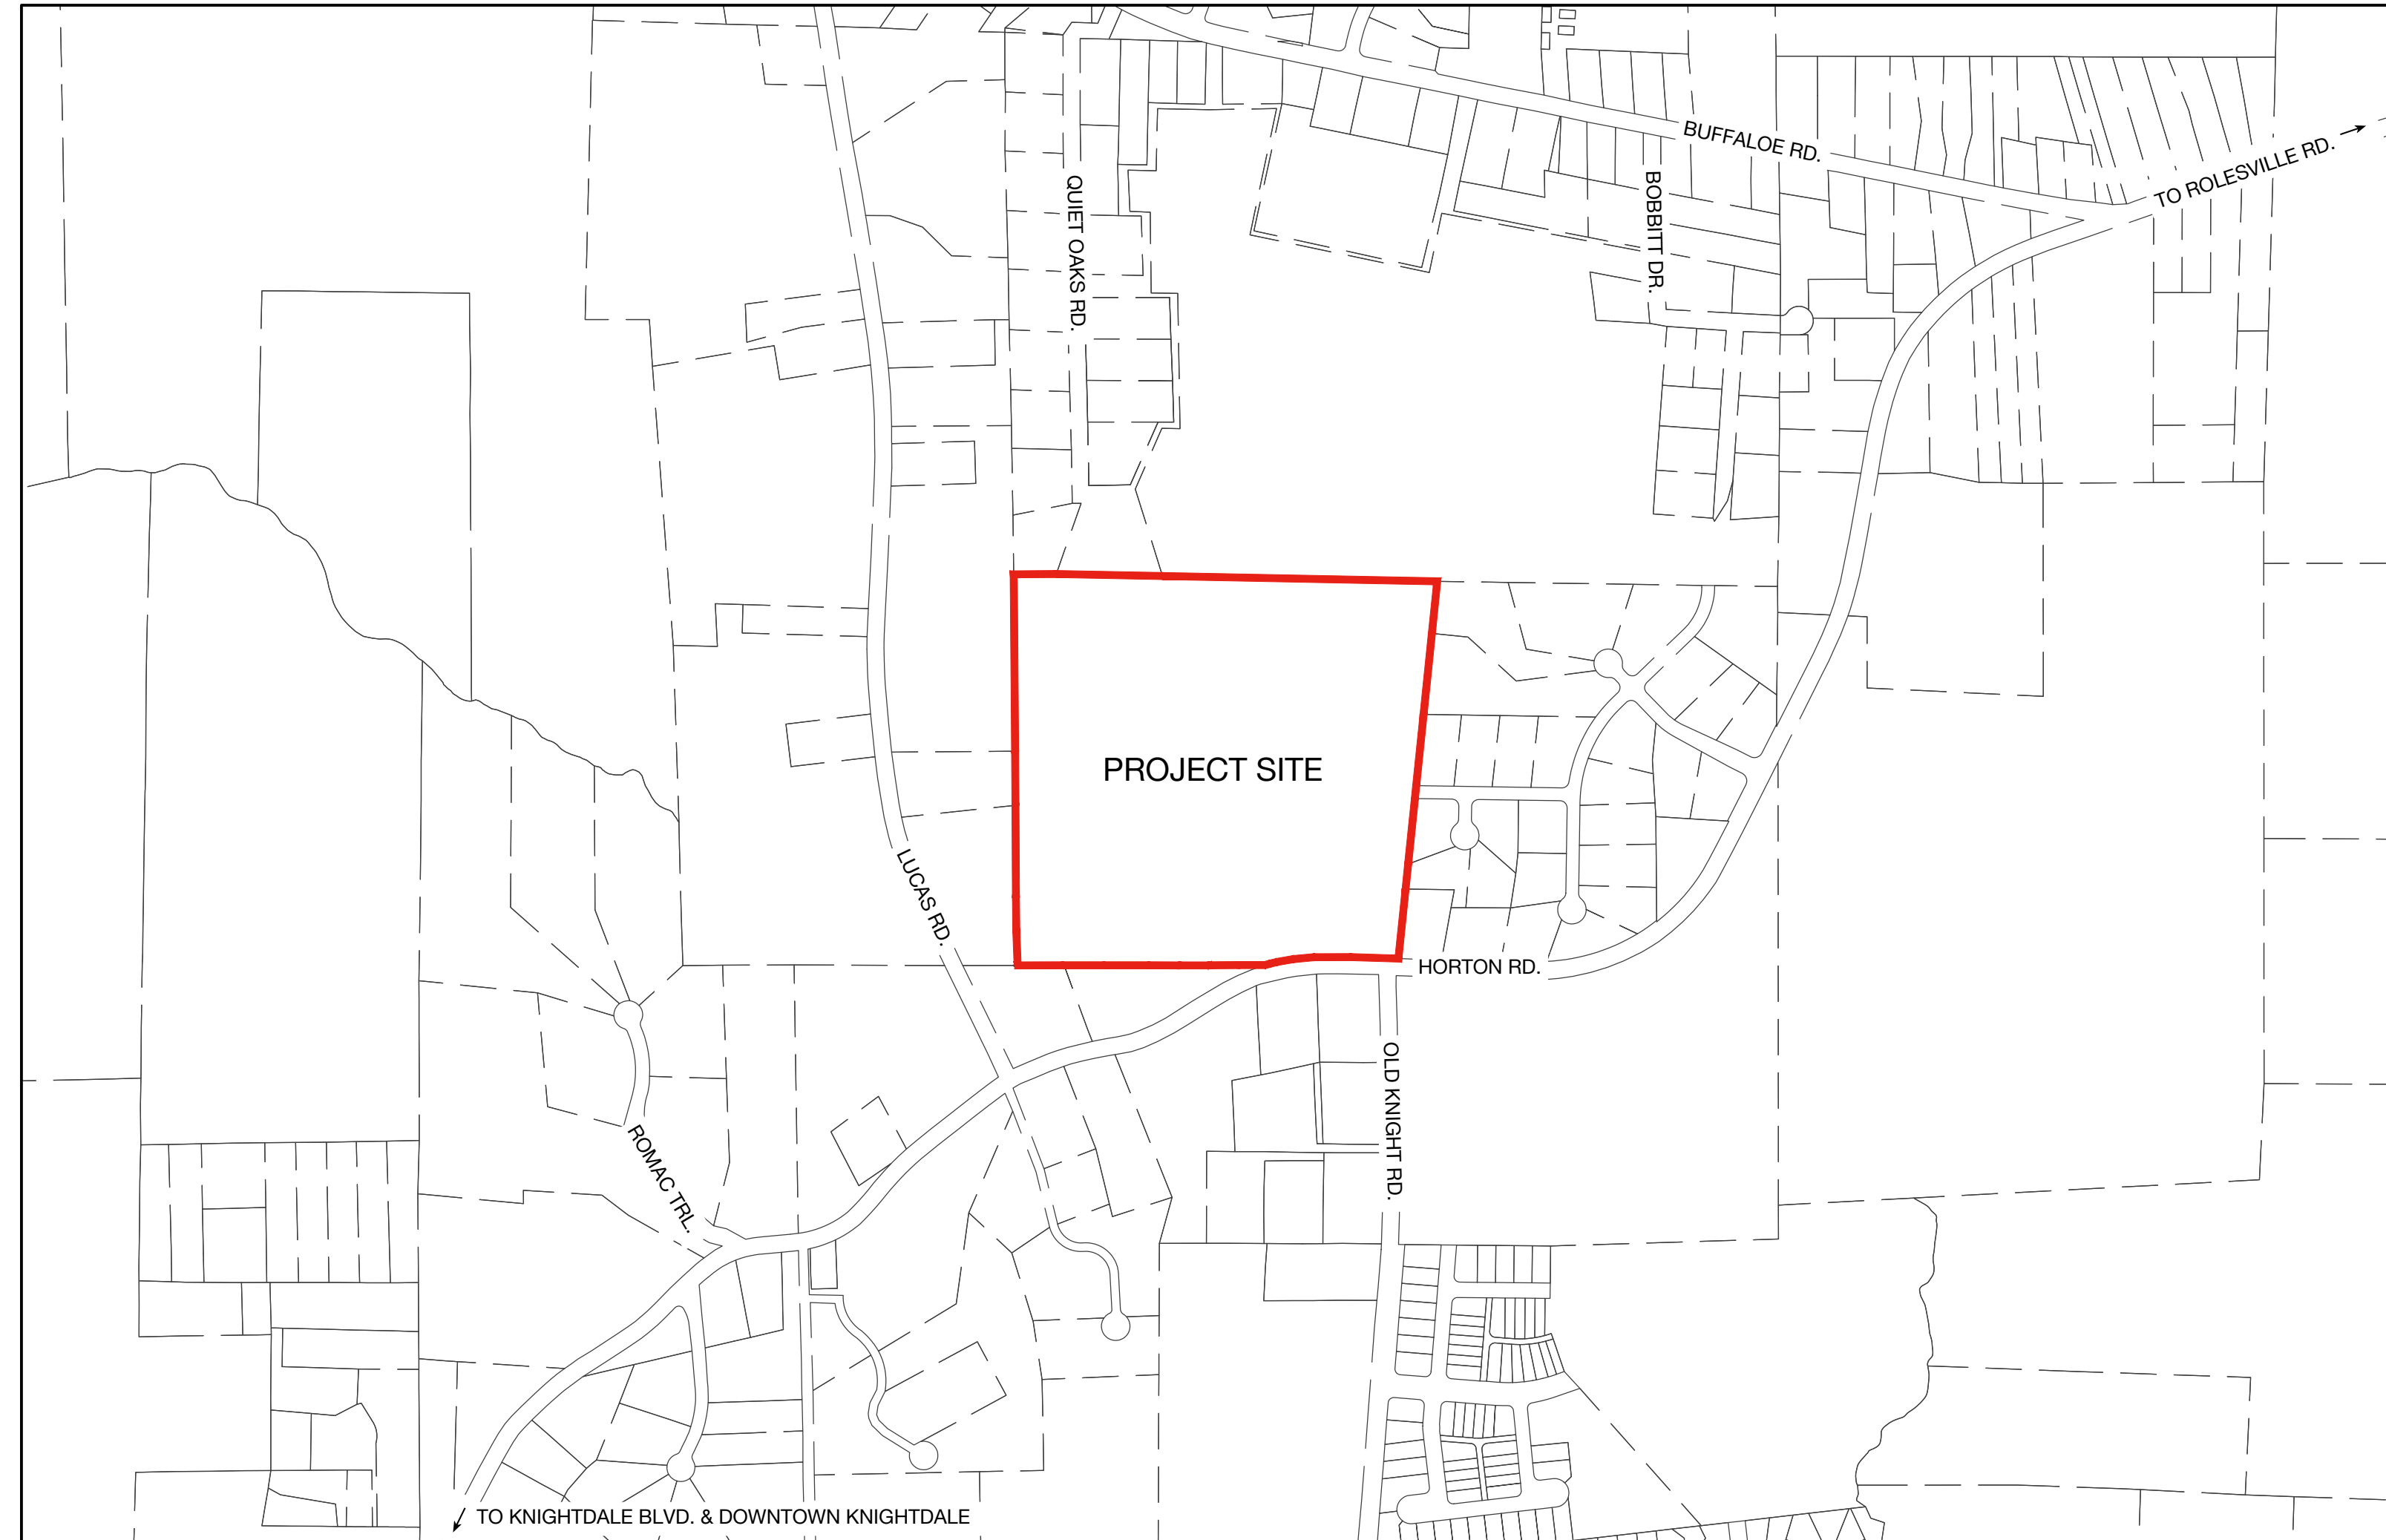 BUFFALOE RD.
TO ROLESVILLE RD.
QUIET OAKS RD.
BOBBITT DR.
PROJECT SITE
LUCAS RD.
HORTON RD.
OLD KNIGHT RD.
ROMAC TRL.
TO KNIGHTDALE BLVD. & DOWNTOWN KNIGHTDALE